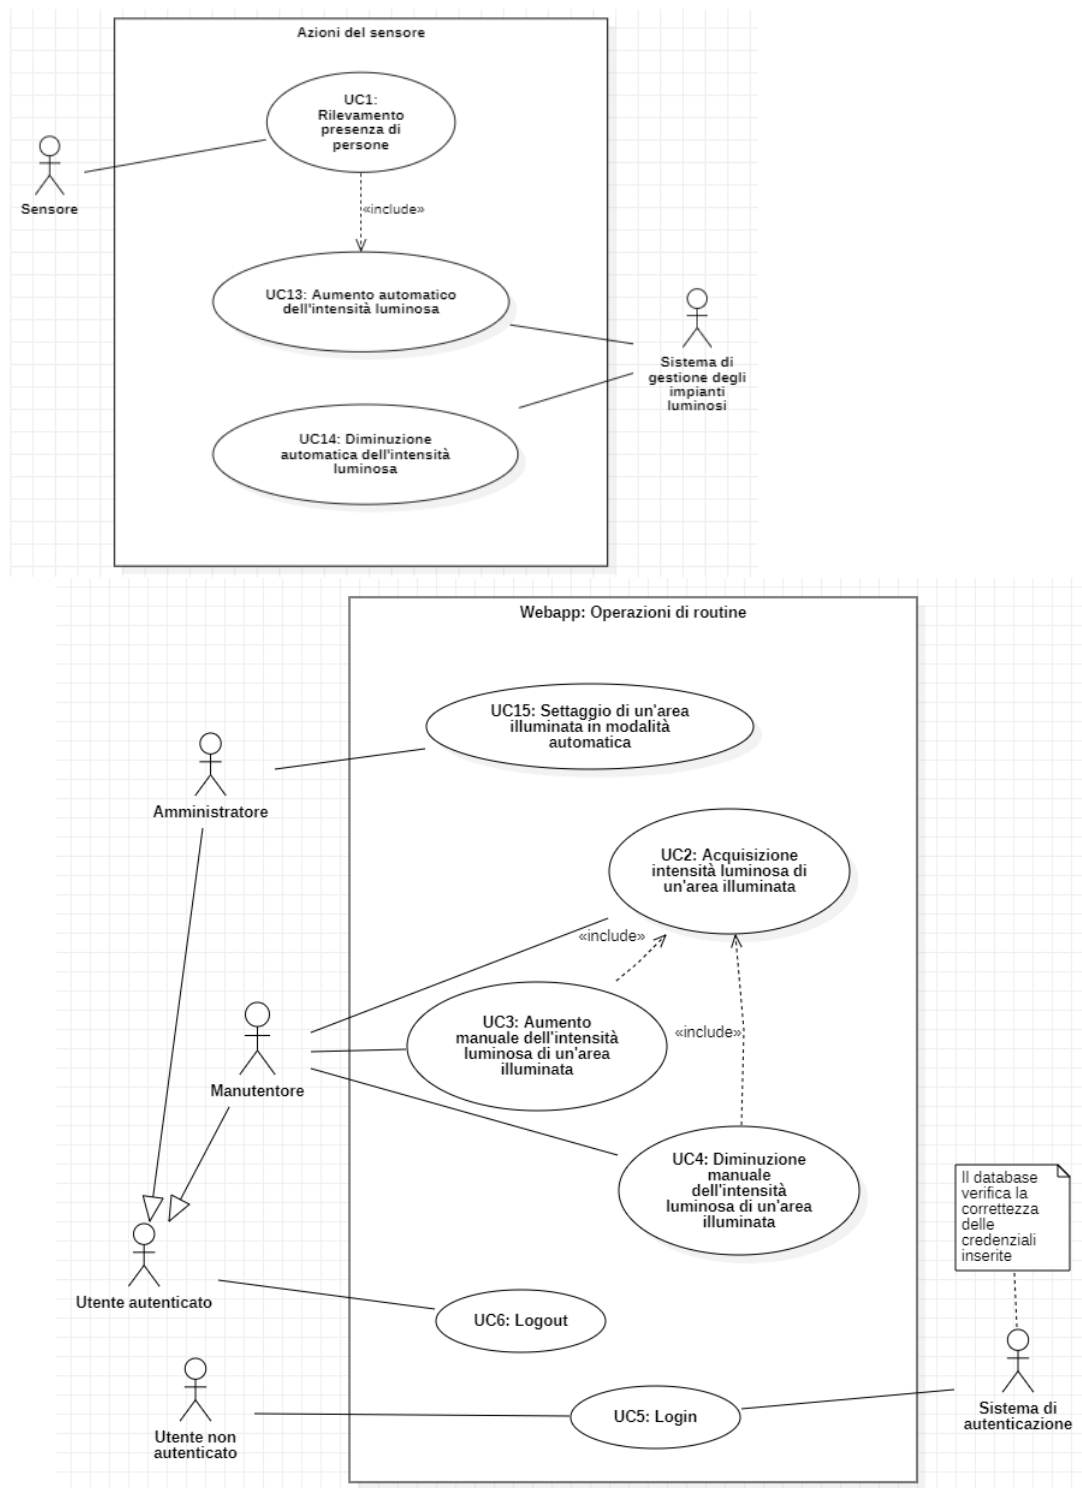 Azioni del sensore
UC1:
Rilevamento
presenza di
persone
Sensore
«include»
UC13: Aumento automatico
dell'intensità luminosa
Sistema di
gestione degli
impianti
luminosi
UC14: Diminuzione
automatica dell'intensità
luminosa
Webapp: Operazioni di routine
UC15: Settaggio di un'area
illuminata in modalità
automatica
Amministratore
UC2: Acquisizione
intensità luminosa di
un'area illuminata
«include»
UC3: Aumento
manuale dell'intensità
luminosa di un'area
illuminata
«include»
Manutentore
UC4: Diminuzione
manuale
dell'intensità
luminosa di un'area
illuminata
Il database
verifica la
correttezza
delle
credenziali
inserite
Utente autenticato
UC6: Logout
Utente non
autenticato
UC5: Login
Sistema di
autenticazione